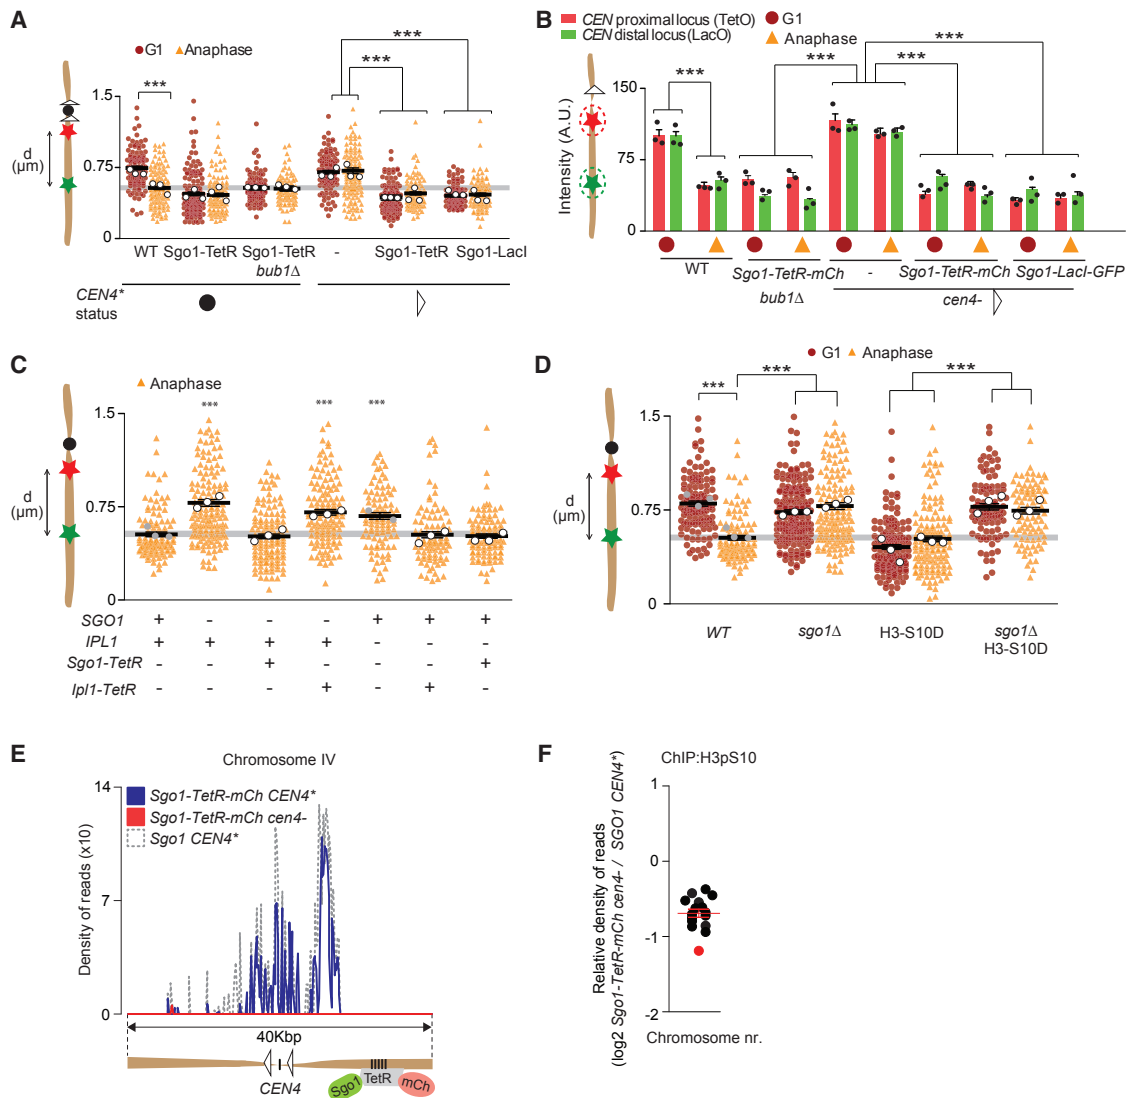 A
G1
Anaphase
***
***
***
1.5
0.75
0
d
(μm)
WT
Sgo1-TetR
Sgo1-TetR
bub1Δ
-
Sgo1-TetR
Sgo1-LacI
CEN4*
status
B
CEN proximal locus (TetO)
CEN distal locus (LacO)
G1
Anaphase
***
***
***
***
150
75
0
Intensity (A.U.)
WT
Sgo1-TetR-mCh
bub1Δ
-
Sgo1-TetR-mCh
Sgo1-LacI-GFP
cen4-
C
Anaphase
***
***
***
1.5
0.75
0
d
(μm)
SGO1 + - - - + + +
IPL1 + + + + - - -
Sgo1-TetR - - + - - - +
Ipl1-TetR - - - + - + -
D
G1
Anaphase
***
***
***
1.5
0.75
0
d
(μm)
WT
sgo1Δ
H3-S10D
sgo1Δ
H3-S10D
E
Chromosome IV
14
7
0
Density of reads (x10)
Sgo1-TetR-mCh CEN4*
Sgo1-TetR-mCh cen4-
Sgo1 CEN4*
40Kbp
CEN4
Sgo1
TetR
mCh
F
ChIP:H3pS10
1
0
-1
-2
Relative density of reads
(log2 Sgo1-TetR-mCh cen4- / SGO1 CEN4*)
Chromosome nr.